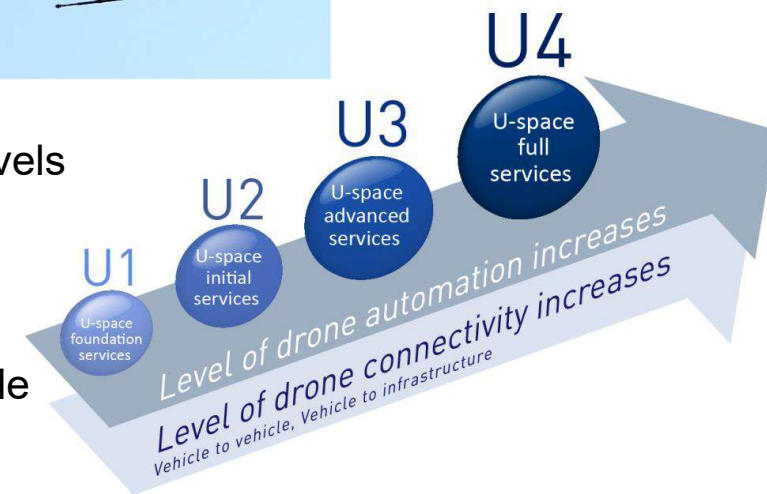 U4
U-space
full
services
U3
U-space
advanced
services
vels
U2
U-space
initial
services
U1
U-space
foundation
services
le
Level of drone automation increases
Level of drone connectivity increases
Vehicle to vehicle, Vehicle to infrastructure